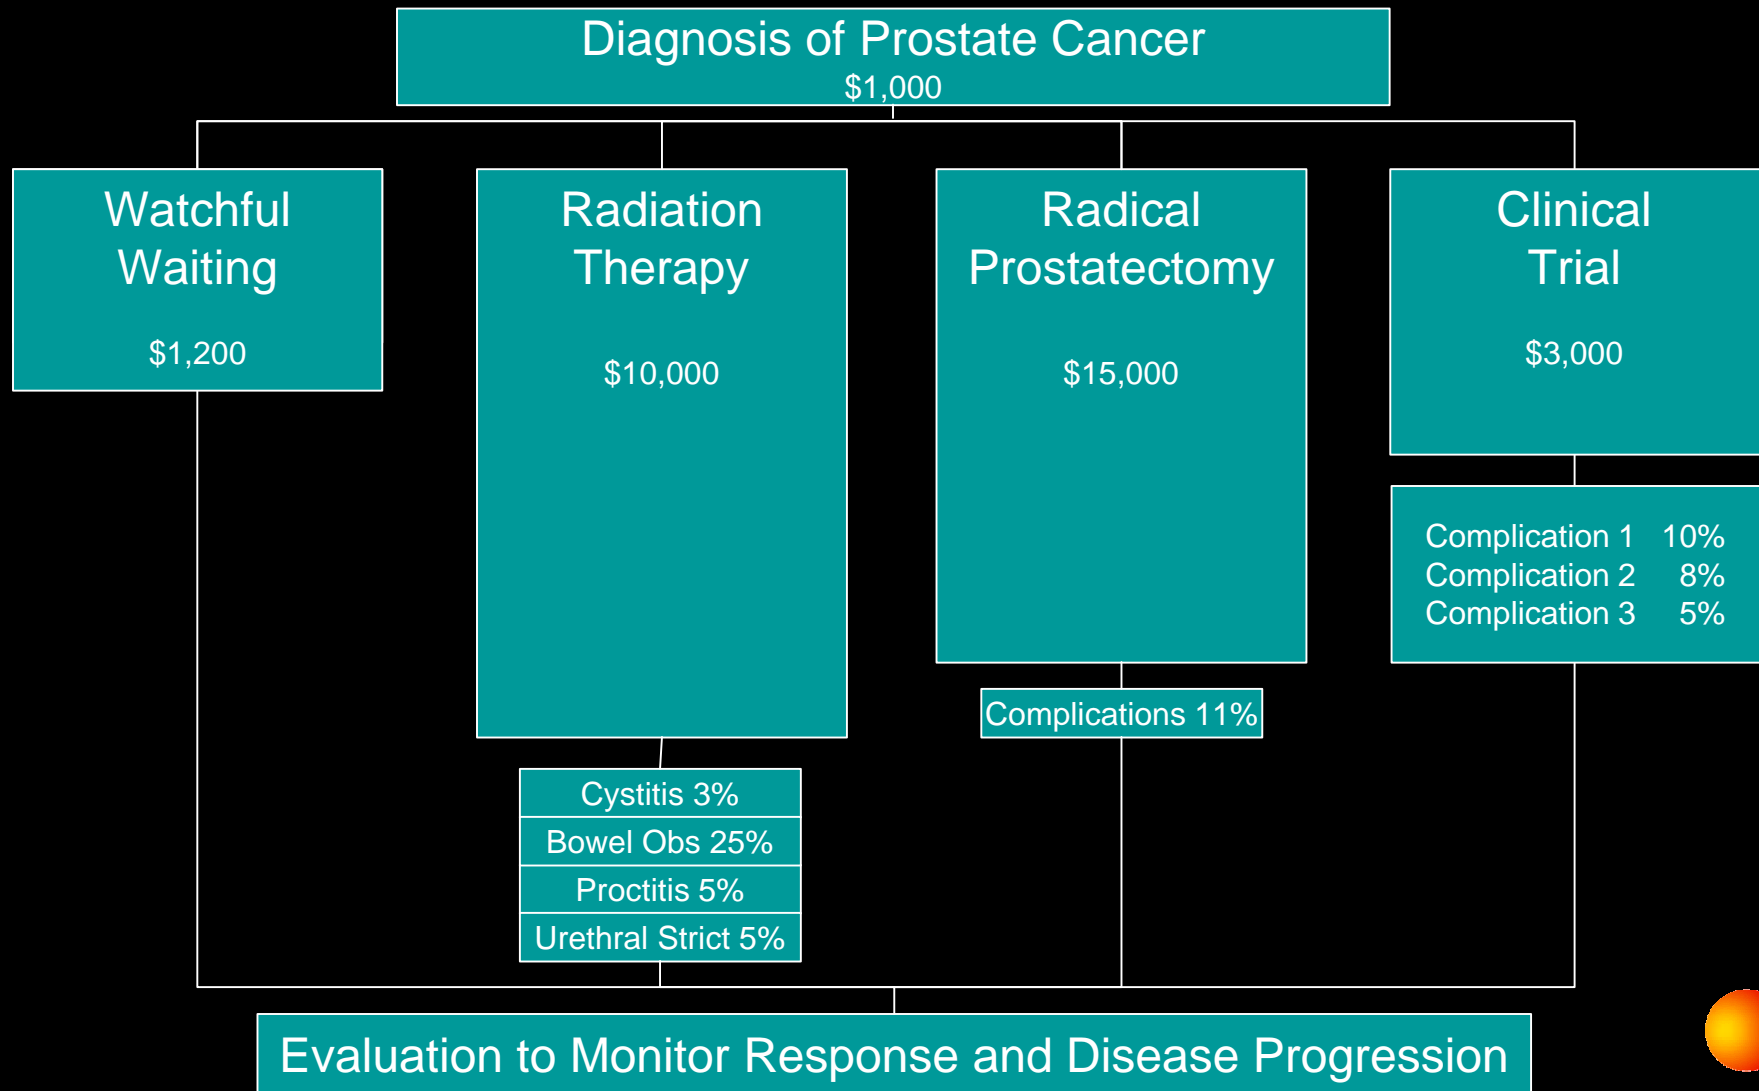 Diagnosis of Prostate Cancer
$1,000
Watchful
Waiting
$1,200
Radiation
Therapy
$10,000
Radical
Prostatectomy
$15,000
Clinical
Trial
$3,000
Complication 1 10%
Complication 2 8%
Complication 3 5%
Complications 11%
Cystitis 3%
Bowel Obs 25%
Proctitis 5%
Urethral Strict 5%
Evaluation to Monitor Response and Disease Progression